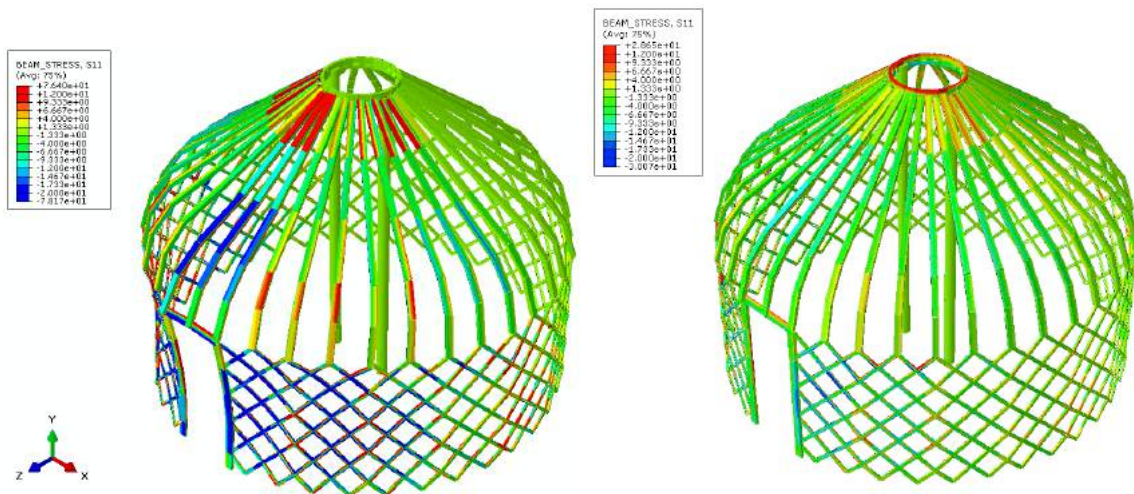 BEAM_STRESS, S11
(Avg: 75%)
+7.640e+01
+1.200e+01
+9.333e+00
+6.667e+00
+4.000e+00
+1.333e+00
-1.333e+00
-4.000e+00
-6.667e+00
-9.333e+00
-1.200e+01
-1.467e+01
-1.733e+01
-2.000e+01
-7.817e+01
BEAM_STRESS, S11
(Avg: 75%)
+2.865e+01
+1.200e+01
+9.333e+00
+6.667e+00
+4.000e+00
+1.333e+00
-1.333e+00
-4.000e+00
-6.667e+00
-9.333e+00
-1.200e+01
-1.467e+01
-1.733e+01
-2.000e+01
-3.007e+01
Y
Z
X